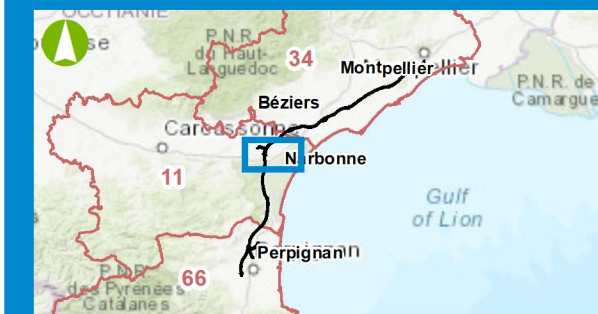 OCCITANIE
P.N.R.
du Haut-
Languedoc
34
Montpellier
P.N.R. de
Camargue
Béziers
Carcassonne
Narbonne
11
Gulf
of Lion
Perpignan
P.N.R.
des Pyrénées
Catalanes
66